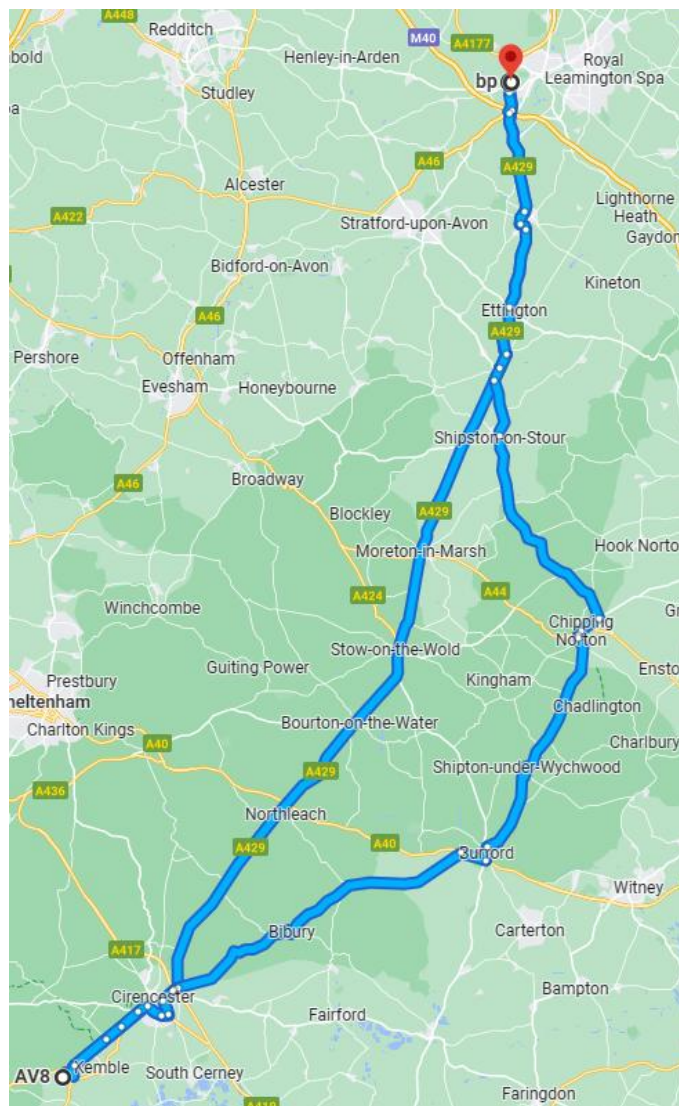 A448
Redditch
M40
A4177
Royal
Leamington Spa
bold
Henley-in-Arden
bp
Studley
A46
A429
Alcester
Lighthorne
Heath
A422
Stratford-upon-Avon
Gaydon
Bidford-on-Avon
Kineton
A46
Ettington
A429
Pershore
Offenham
Evesham
Honeybourne
Shipston-on-Stour
A46
Broadway
Blockley
A429
Moreton-in-Marsh
Hook Norto
A424
A44
Winchcombe
Chipping
Norton
Stow-on-the-Wold
Guiting Power
Kingham
Ensto
Prestbury
heltenham
Charlton Kings
Bourton-on-the-Water
Chadlington
A40
Charlbury
Shipton-under-Wychwood
A436
A429
Northleach
A429
A40
Burford
Witney
Bibury
Carterton
A417
Bampton
Cirencester
Fairford
AV8
Kemble
South Cerney
Faringdon